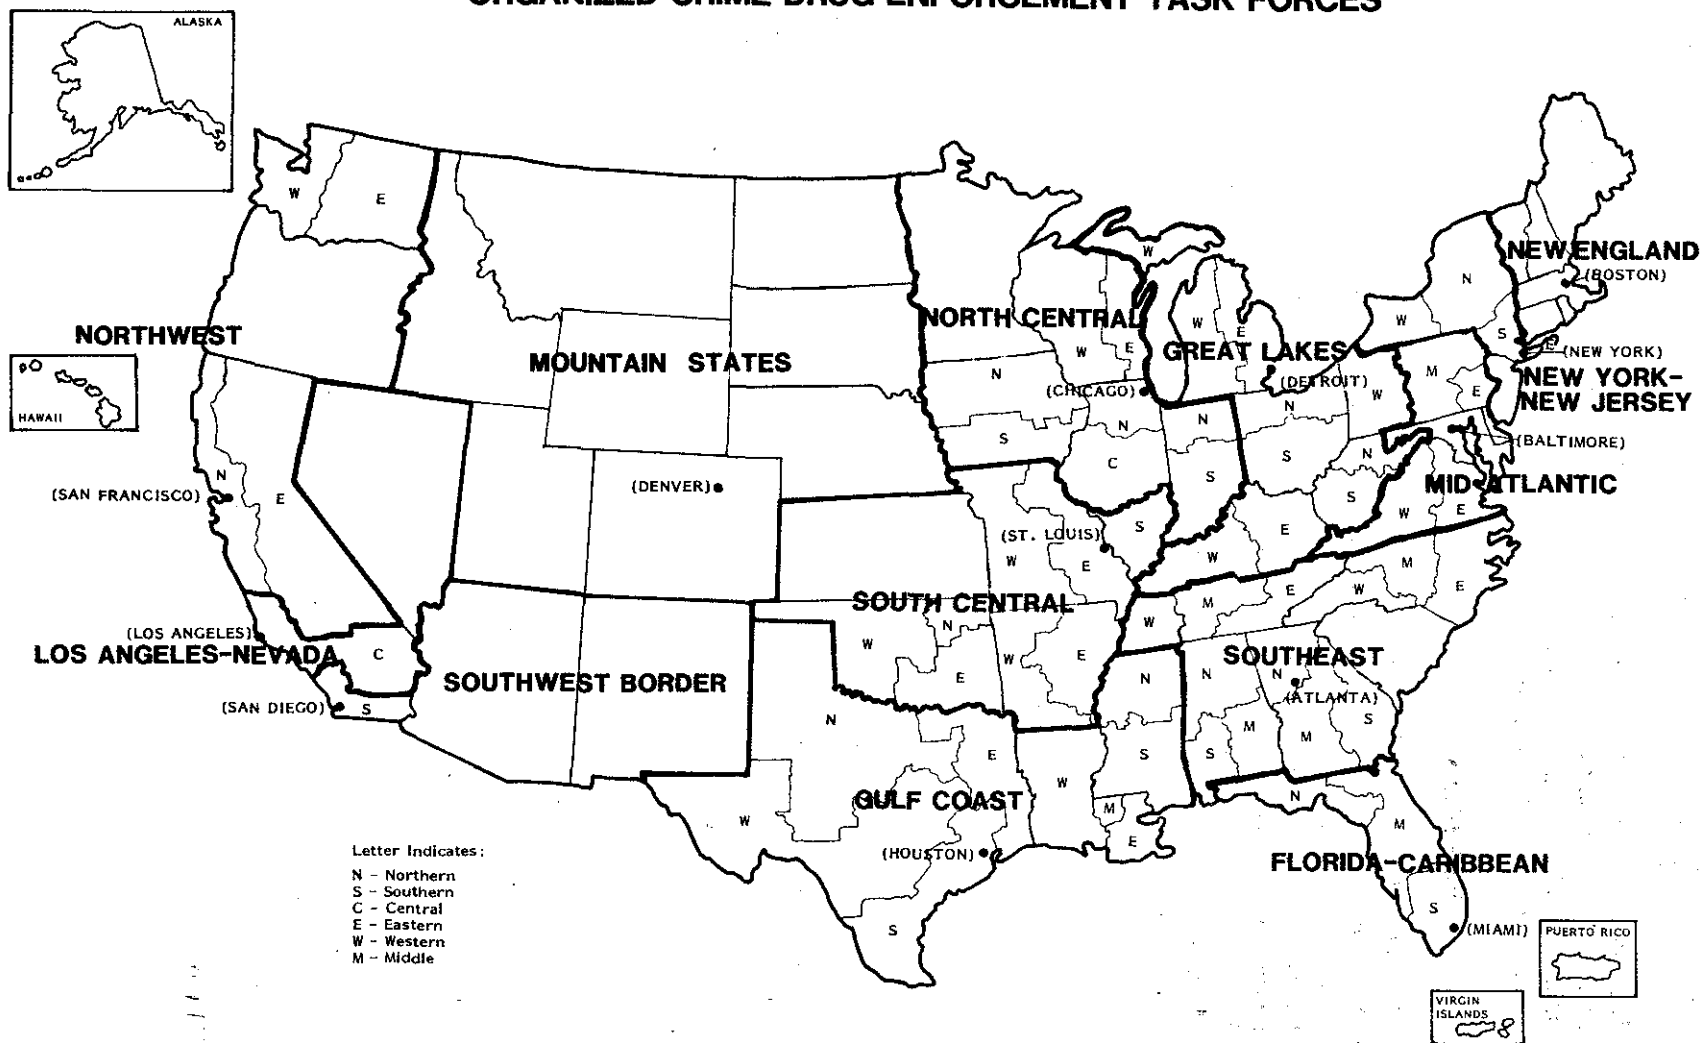 ORGANIZED CRIME DRUG ENFORCEMENT TASK FORCES
ALASKA
W
E
NEW ENGLAND
(BOSTON)
W
N
NORTHWEST
NORTH CENTRAL
W
E
W
E
GREAT LAKES
(DETROIT)
W
S
E
(NEW YORK)
HAWAII
MOUNTAIN STATES
N
(CHICAGO)
W
M
E
NEW YORK-
NEW JERSEY
S
N
N
N
(BALTIMORE)
C
S
S
N
S
MID-ATLANTIC
W
E
(SAN FRANCISCO)
N
E
(DENVER)
(ST. LOUIS)
S
W
E
E
W
M
E
SOUTH CENTRAL
N
W
E
W
E
W
M
E
W
(LOS ANGELES)
LOS ANGELES-NEVADA
C
SOUTHWEST BORDER
(SAN DIGEO)
S
N
SOUTHEAST
N
N
(ATLANTA)
S
M
M
S
N
E
S
W
GULF COAST
W
M
E
N
M
(HOUSTON)
S
FLORIDA-CARIBBEAN
S
(MIAMI)
Letter Indicates:
N - Northern
S - Southern
C - Central
E - Eastern
W - Western
M - Middle
PUERTO RICO
VIRGIN
ISLANDS